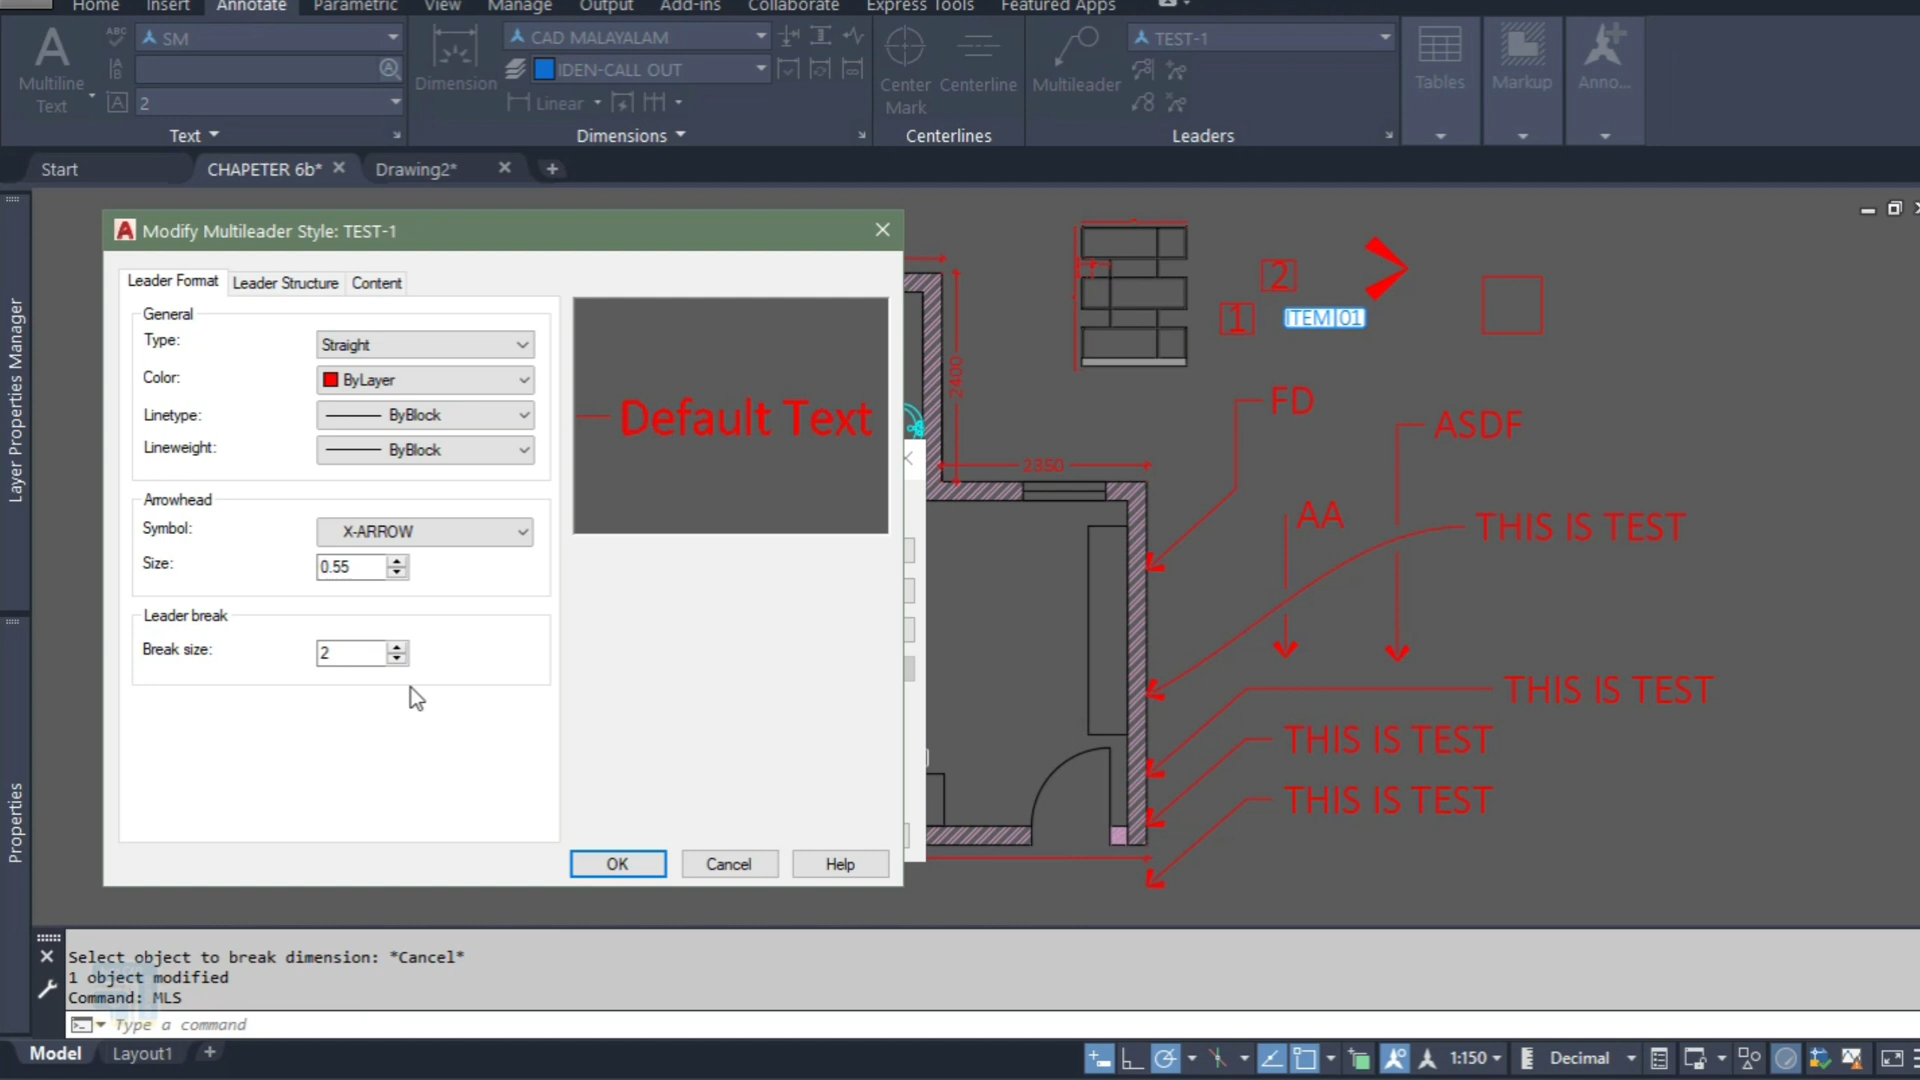 Home Insert Annotate Parametric View Manage Output Add-ins Collaborate Express Tools Featured Apps
Multiline Text
SM
2
Text
Dimension
CAD MALAYALAM
IDEN-CALL OUT
Linear
Dimensions
Center Mark
Centerline
Centerlines
Multileader
TEST-1
Leaders
Tables
Markup
Anno...
Start
CHAPETER 6b*
Drawing2*
Layer Properties Manager
Properties
Modify Multileader Style: TEST-1
Leader Format
Leader Structure
Content
General
Type:
Straight
Color:
ByLayer
Linetype:
ByBlock
Lineweight:
ByBlock
Arrowhead
Symbol:
X-ARROW
Size:
0.55
Leader break
Break size:
2
Default Text
OK
Cancel
Help
2
1
ITEM 01
2400
2350
FD
ASDF
AA
THIS IS TEST
THIS IS TEST
THIS IS TEST
THIS IS TEST
Select object to break dimension: *Cancel*
1 object modified
Command: MLS
Type a command
Model
Layout1
1:150
Decimal